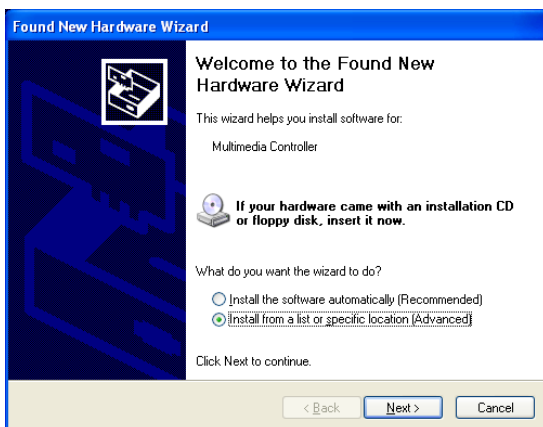 Found New Hardware Wizard
Welcome to the Found New
Hardware Wizard
This wizard helps you install software for:
Multimedia Controller
If your hardware came with an installation CD
or floppy disk, insert it now.
What do you want the wizard to do?
Install the software automatically (Recommended)
Install from a list or specific location (Advanced)
Click Next to continue.
< Back Next > Cancel